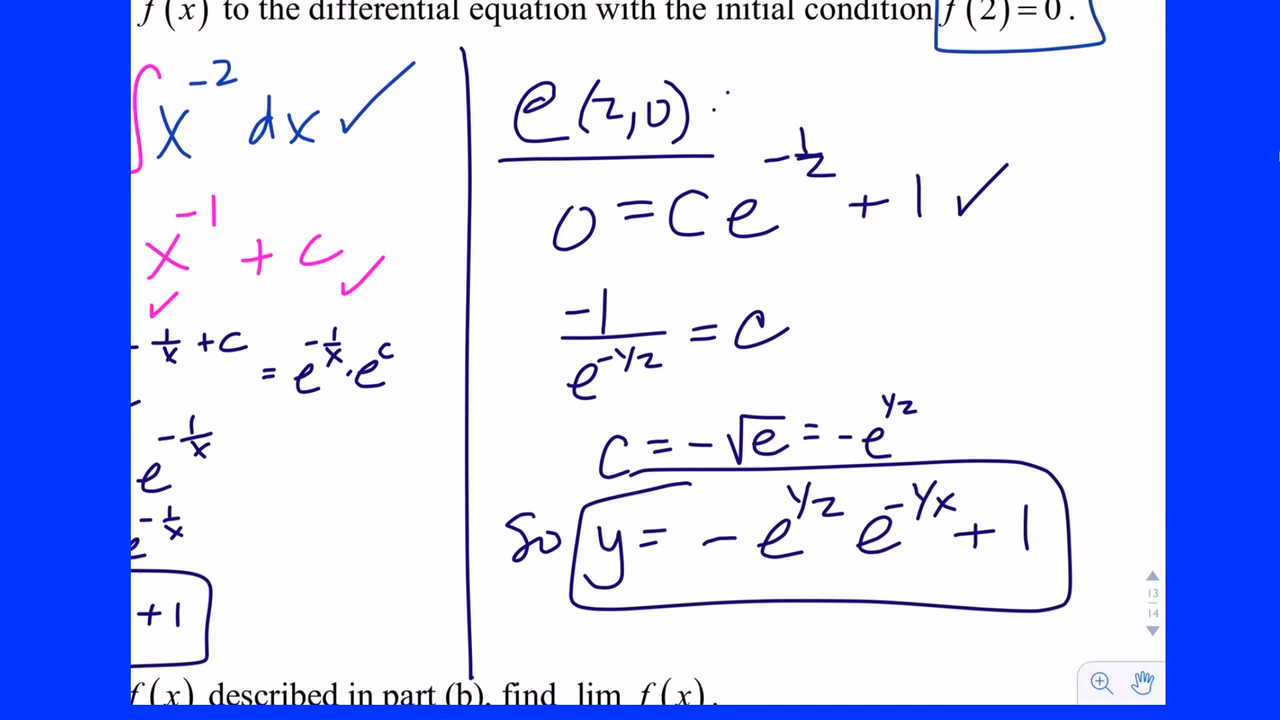 f(x) to the differential equation with the initial condition f(2)=0.
∫ x^-2 dx ✓
x^-1 + c ✓
✓
- 1/x + c = e^(-1/x) · e^c
e^(-1/x)
e^(-1/x)
+ 1
@ (2,0):
0 = C e^(-1/2) + 1 ✓
-1 / e^(-1/2) = C
C = -√e = -e^(1/2)
So y = - e^(1/2) e^(-1/x) + 1
13
14
f(x) described in part (b), find lim f(x).